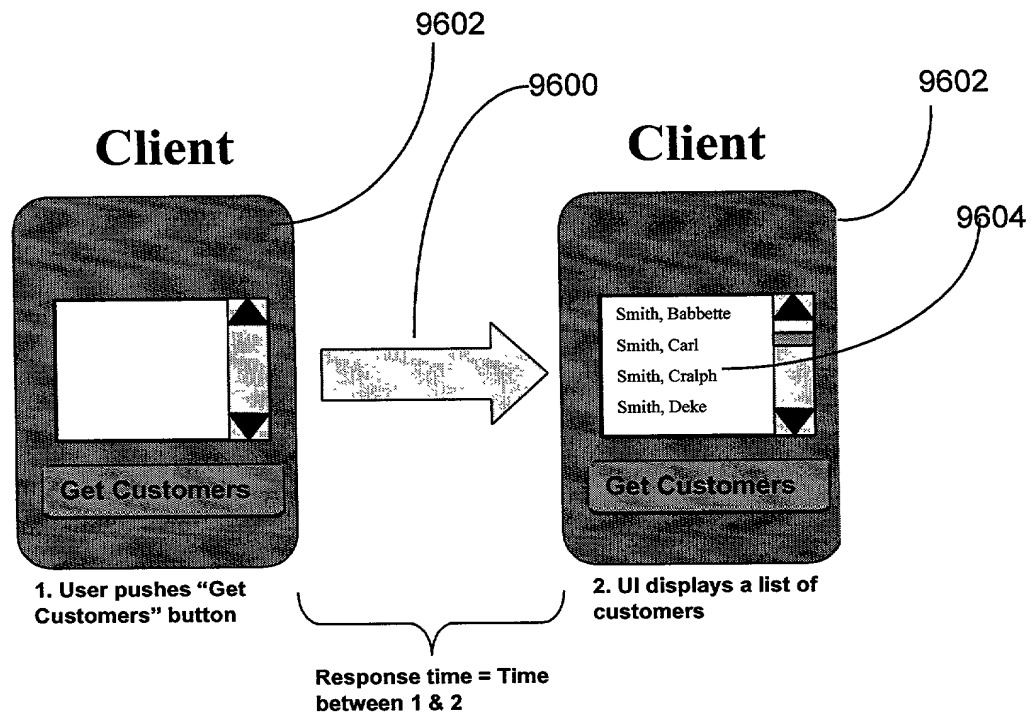 9602
9600
9602
Client
Client
9604
Smith, Babbette
Smith, Carl
Smith, Cralph
Smith, Deke
Get Customers
Get Customers
1. User pushes “Get
Customers” button
2. UI displays a list of
customers
Response time = Time
between 1 & 2